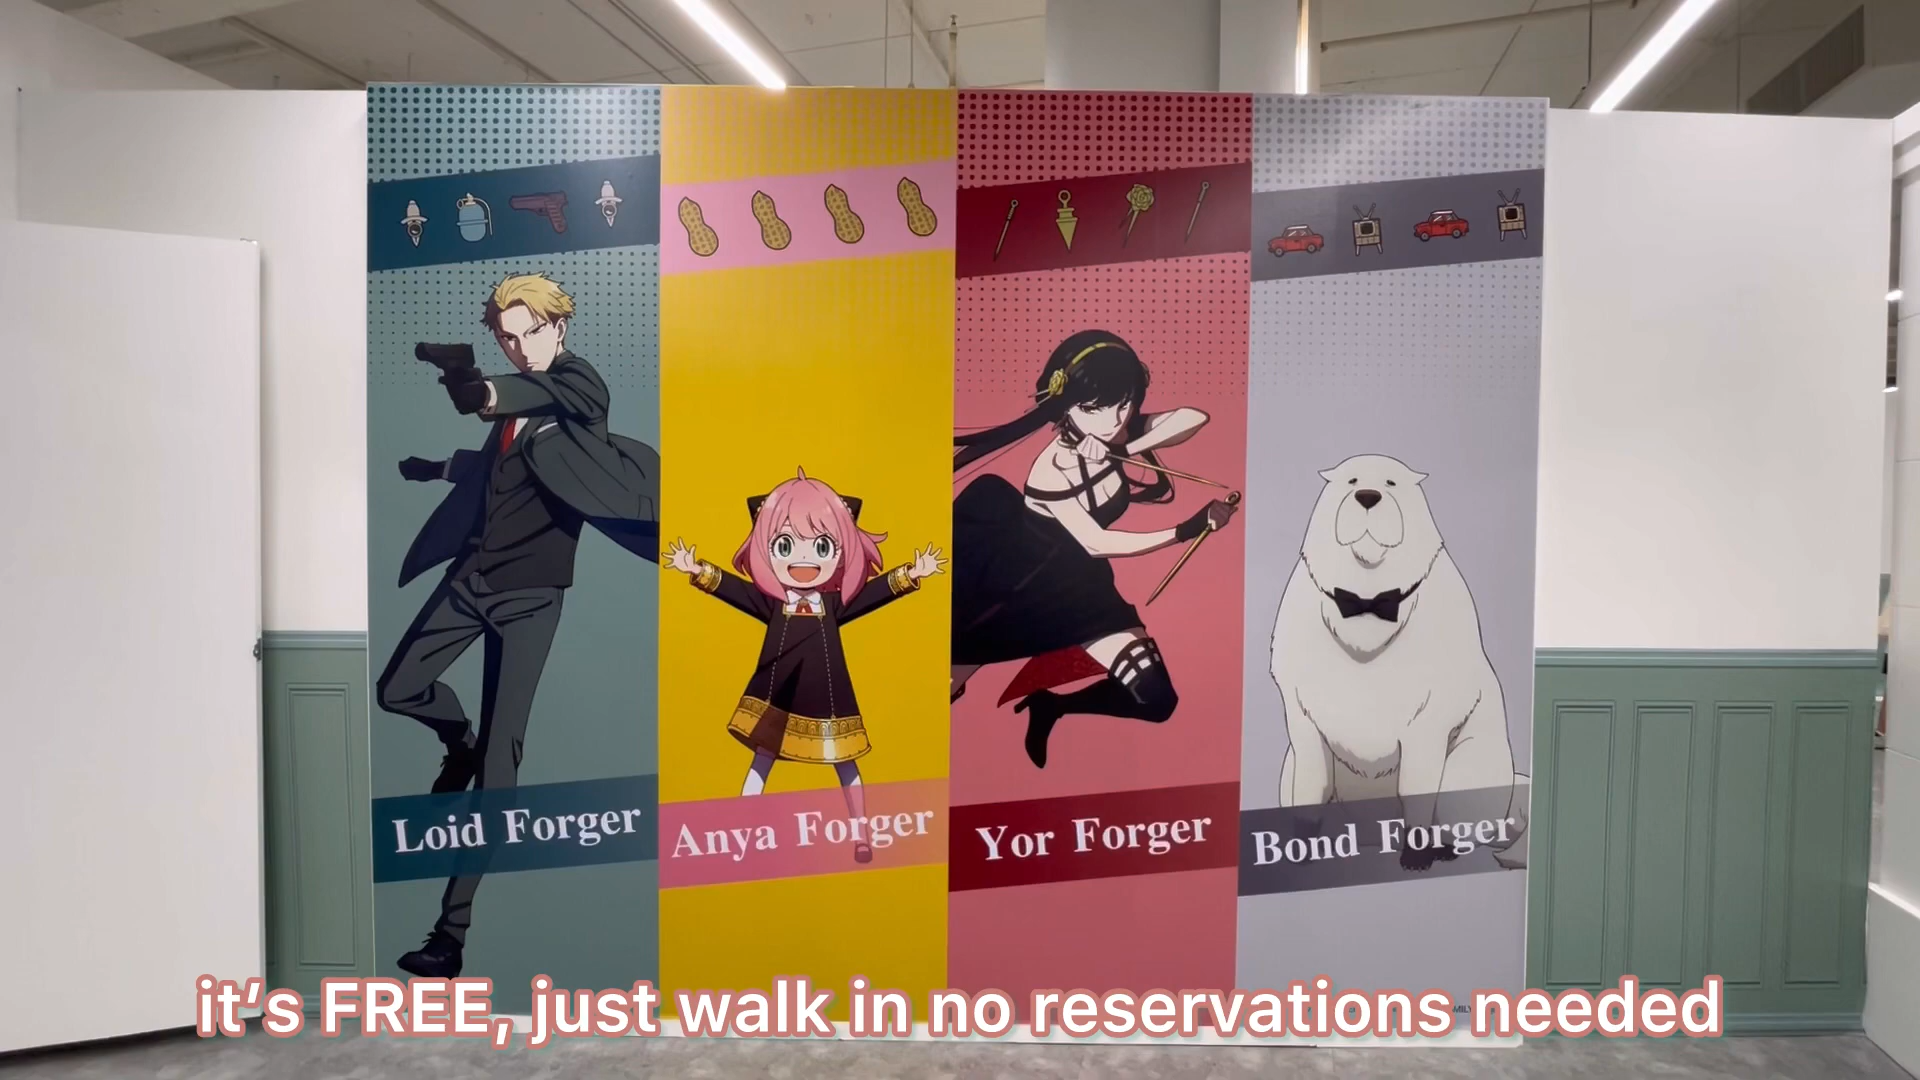 Loid Forger
Anya Forger
Yor Forger
Bond Forger
it's FREE, just walk in no reservations needed